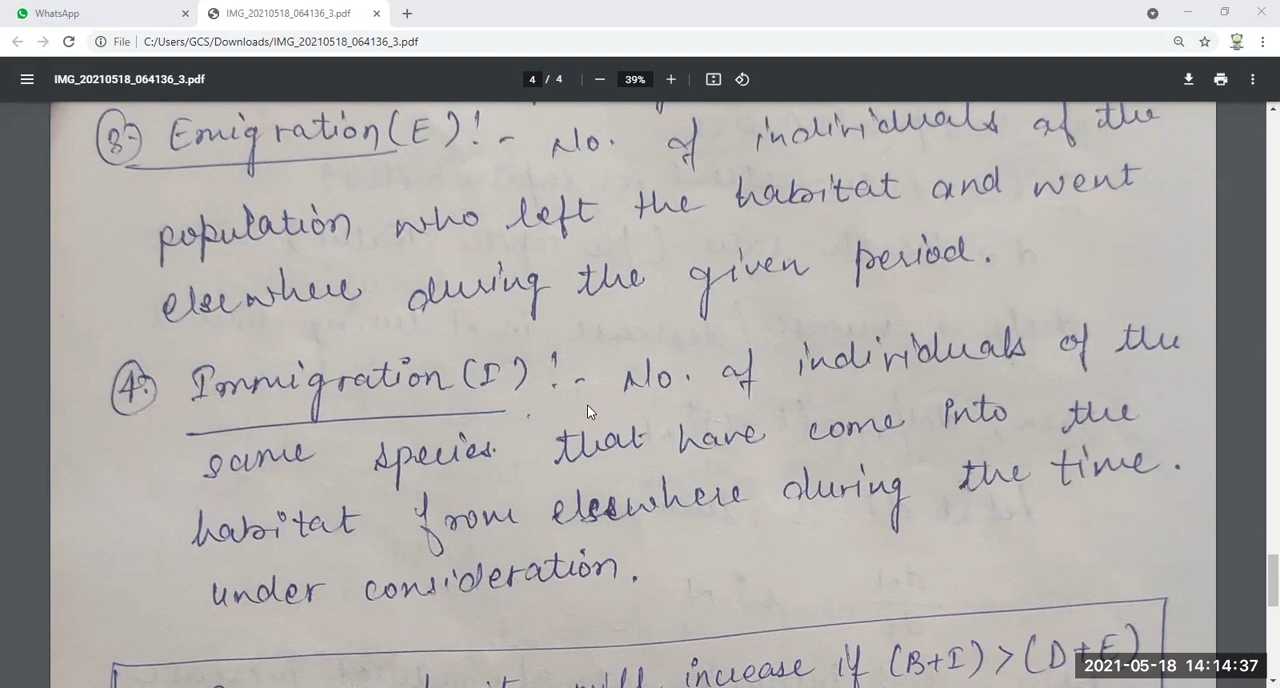 WhatsApp
IMG_20210518_064136_3.pdf
File C:/Users/GCS/Downloads/IMG_20210518_064136_3.pdf
IMG_20210518_064136_3.pdf
4 / 4
39%
3:- Emigration(E)!- No. of individuals of the
population who left the habitat and went
elsewhere during the given period.
4:- Immigration(I)!- No. of individuals of the
same species that have come into the
habitat from elsewhere during the time
under consideration.
will increase if (B+I) > (D+E)
2021-05-18 14:14:37